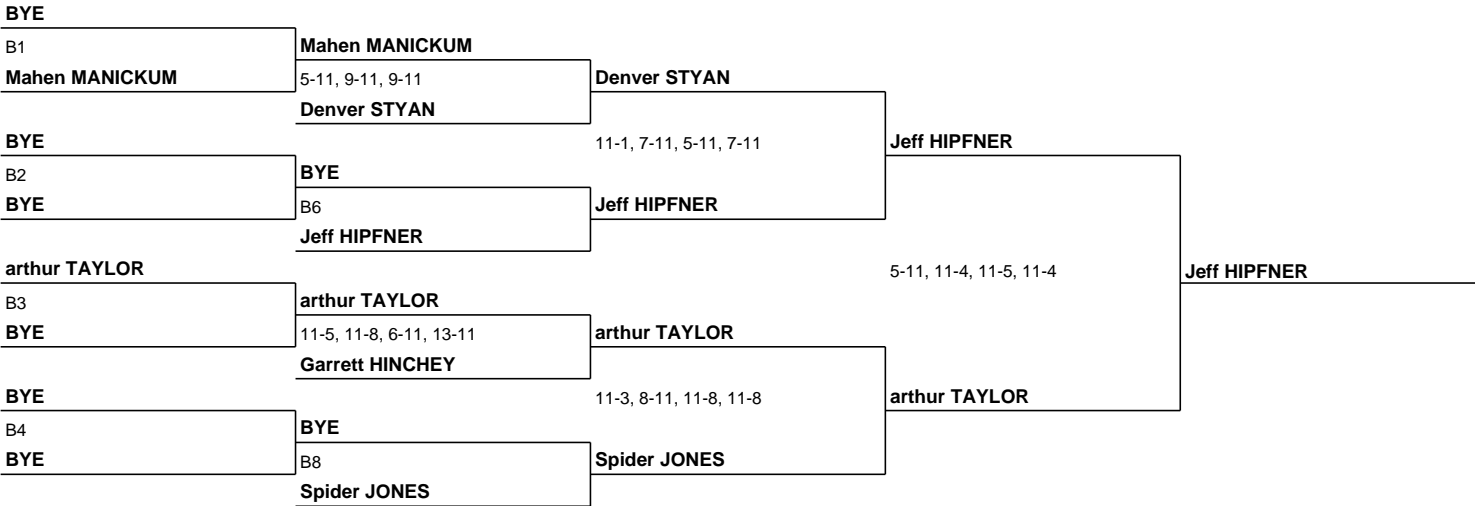 BYE
B1
Mahen MANICKUM
Mahen MANICKUM
5-11, 9-11, 9-11
Denver STYAN
Denver STYAN
BYE
B2
BYE
BYE
B6
Jeff HIPFNER
Jeff HIPFNER
11-1, 7-11, 5-11, 7-11
Jeff HIPFNER
arthur TAYLOR
B3
BYE
arthur TAYLOR
11-5, 11-8, 6-11, 13-11
Garrett HINCHEY
arthur TAYLOR
BYE
B4
BYE
BYE
B8
Spider JONES
Spider JONES
11-3, 8-11, 11-8, 11-8
arthur TAYLOR
5-11, 11-4, 11-5, 11-4
Jeff HIPFNER